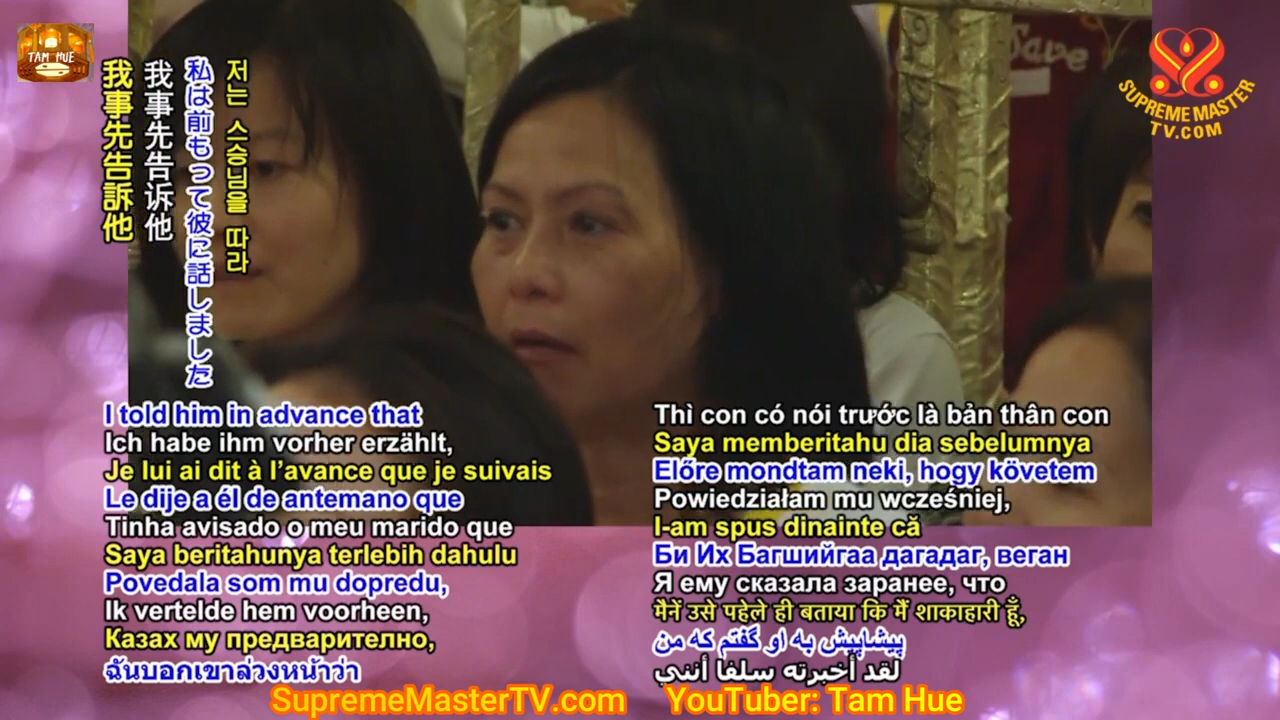 TAM HUE
Save
SUPREME MASTER
TV.COM
我事先告訴他
我事先告诉他
私は前もって彼に話しました
저는 스승님을 따라
I told him in advance that
Ich habe ihm vorher erzählt,
Je lui ai dit à l’avance que je suivais
Le dije a él de antemano que
Tinha avisado o meu marido que
Saya beritahunya terlebih dahulu
Povedala som mu dopredu,
Ik vertelde hem voorheen,
Казах му предварително,
ฉันบอกเขาล่วงหน้าว่า
Thì con có nói trước là bản thân con
Saya memberitahu dia sebelumnya
Előre mondtam neki, hogy követem
Powiedziałam mu wcześniej,
I-am spus dinainte că
Би Их Багшийгаа дагадаг, веган
Я ему сказала заранее, что
मैनें उसे पहेले ही बताया कि मैं शाकाहारी हूँ,
پیشاپیش به او گفتم که من
لقد أخبرته سلفا أنني
SupremeMasterTV.com
YouTuber: Tam Hue